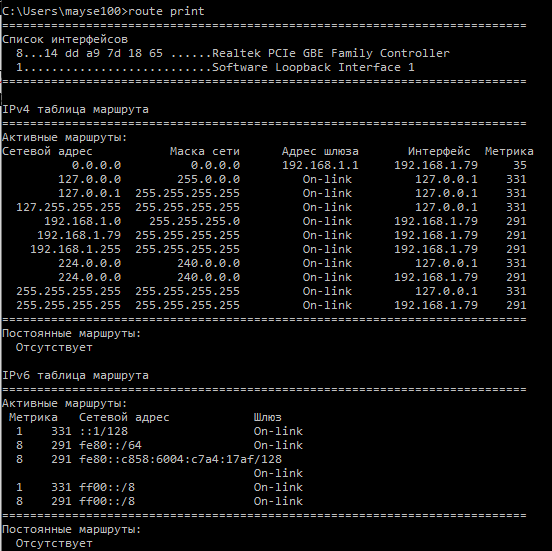 C:\Users\mayse100>route print
===========================================================================
Список интерфейсов
  8...14 dd a9 7d 18 65 ......Realtek PCIe GBE Family Controller
  1...........................Software Loopback Interface 1
===========================================================================

IPv4 таблица маршрута
===========================================================================
Активные маршруты:
Сетевой адрес           Маска сети      Адрес шлюза       Интерфейс  Метрика
          0.0.0.0          0.0.0.0      192.168.1.1     192.168.1.79     35
        127.0.0.0        255.0.0.0         On-link         127.0.0.1    331
        127.0.0.1  255.255.255.255         On-link         127.0.0.1    331
  127.255.255.255  255.255.255.255         On-link         127.0.0.1    331
      192.168.1.0    255.255.255.0         On-link      192.168.1.79    291
     192.168.1.79  255.255.255.255         On-link      192.168.1.79    291
    192.168.1.255  255.255.255.255         On-link      192.168.1.79    291
        224.0.0.0        240.0.0.0         On-link         127.0.0.1    331
        224.0.0.0        240.0.0.0         On-link      192.168.1.79    291
  255.255.255.255  255.255.255.255         On-link         127.0.0.1    331
  255.255.255.255  255.255.255.255         On-link      192.168.1.79    291
===========================================================================
Постоянные маршруты:
  Отсутствует

IPv6 таблица маршрута
===========================================================================
Активные маршруты:
 Метрика   Сетевой адрес            Шлюз
  1    331 ::1/128                  On-link
  8    291 fe80::/64                On-link
  8    291 fe80::c858:6004:c7a4:17af/128
                                    On-link
  1    331 ff00::/8                 On-link
  8    291 ff00::/8                 On-link
===========================================================================
Постоянные маршруты:
  Отсутствует